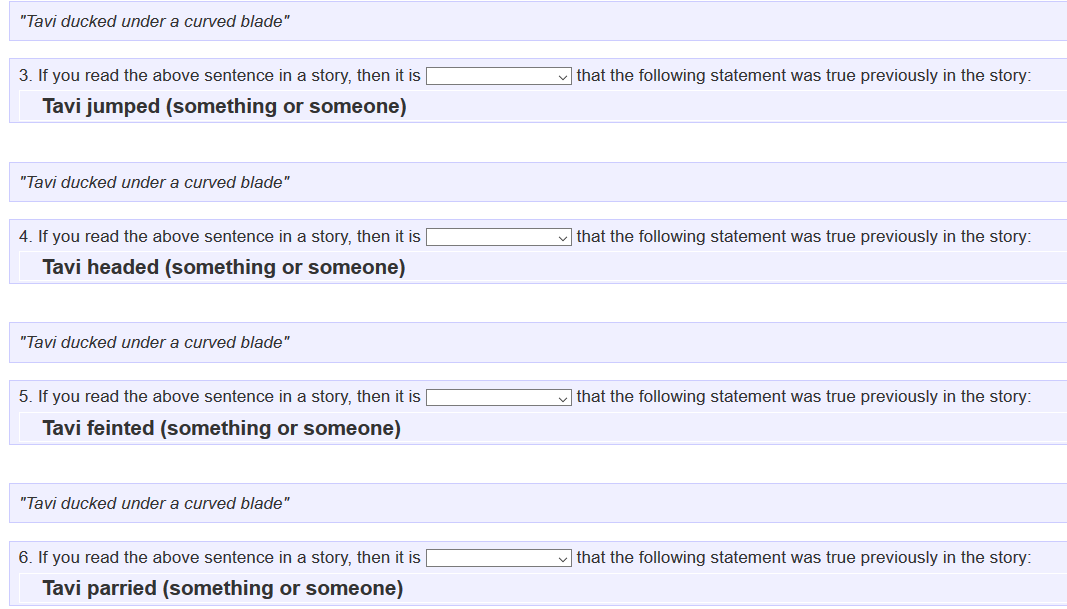 "Tavi ducked under a curved blade"
3. If you read the above sentence in a story, then it is that the following statement was true previously in the story:
Tavi jumped (something or someone)
"Tavi ducked under a curved blade"
4. If you read the above sentence in a story, then it is that the following statement was true previously in the story:
Tavi headed (something or someone)
"Tavi ducked under a curved blade"
5. If you read the above sentence in a story, then it is that the following statement was true previously in the story:
Tavi feinted (something or someone)
"Tavi ducked under a curved blade"
6. If you read the above sentence in a story, then it is that the following statement was true previously in the story:
Tavi parried (something or someone)